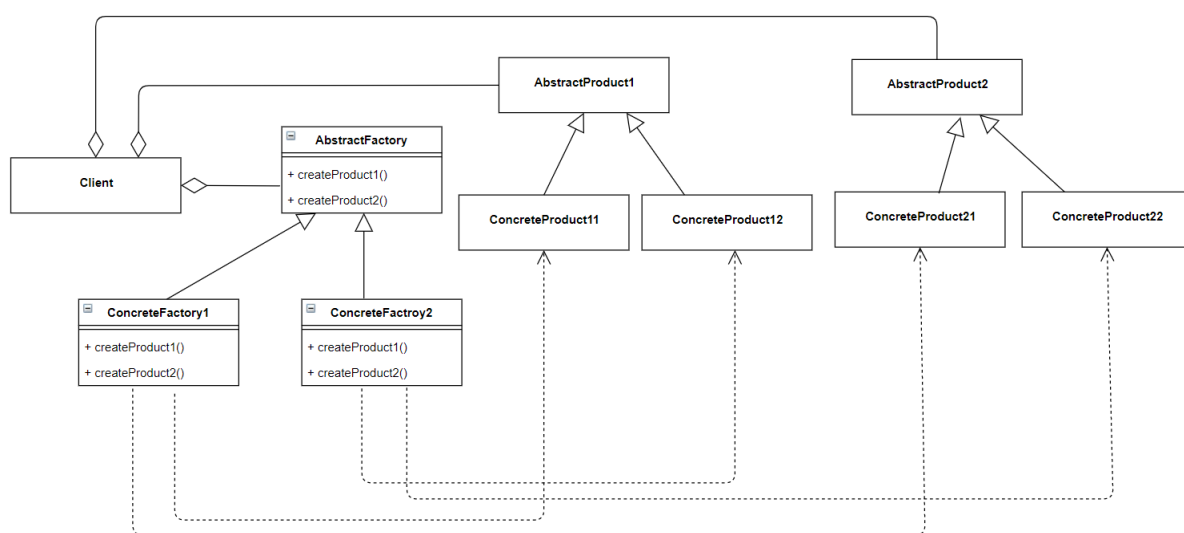 AbstractProduct1
AbstractProduct2
AbstractFactory
+ createProduct1()
+ createProduct2()
Client
ConcreteProduct11
ConcreteProduct12
ConcreteProduct21
ConcreteProduct22
ConcreteFactory1
+ createProduct1()
+ createProduct2()
ConcreteFactroy2
+ createProduct1()
+ createProduct2()